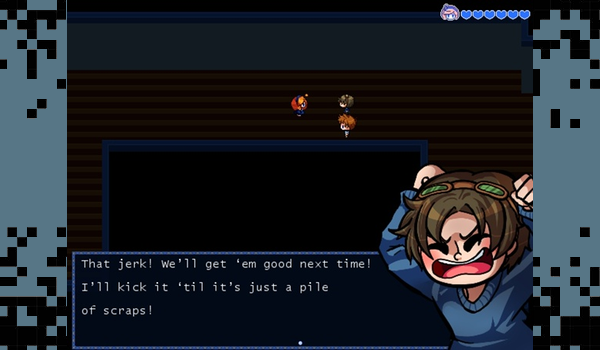 That jerk! We’ll get ‘em good next time!
I’ll kick it ‘til it’s just a pile
of scraps!